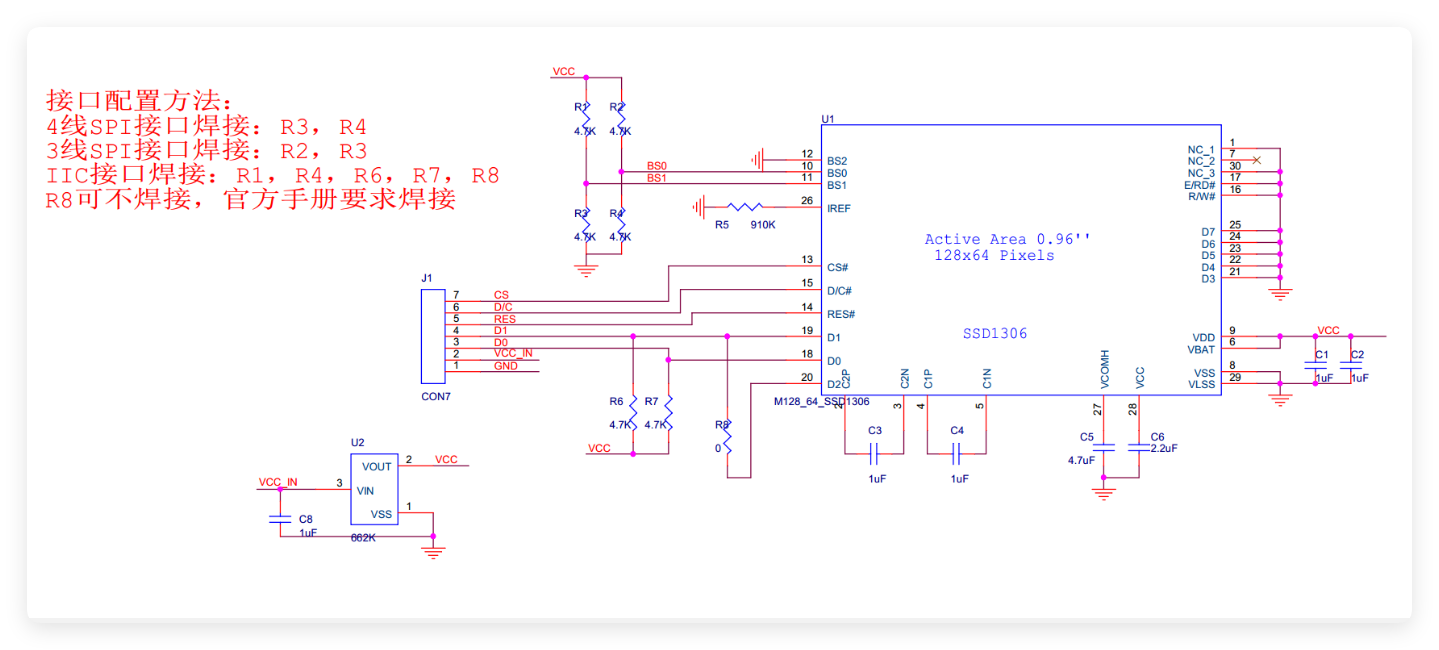 接口配置方法：
4线SPI接口焊接：R3，R4
3线SPI接口焊接：R2，R3
IIC接口焊接：R1，R4，R6，R7，R8
R8可不焊接，官方手册要求焊接
VCC
R1
4.7K
R2
4.7K
BS0
BS1
R3
4.7K
R4
4.7K
R5
910K
U1
12
BS2
10
BS0
11
BS1
26
IREF
13
CS#
15
D/C#
14
RES#
19
D1
18
D0
20
D2
Active Area 0.96''
128x64 Pixels
SSD1306
NC_1
1
NC_2
7
NC_3
30
E/RD#
17
R/W#
16
D7
25
D6
24
D5
23
D4
22
D3
21
VDD
9
VBAT
6
VSS
8
VLSS
29
VCC
C1
1uF
C2
1uF
J1
7
CS
6
D/C
5
RES
4
D1
3
D0
2
VCC_IN
1
GND
CON7
R6
4.7K
R7
4.7K
VCC
R8
0
M128_64_SSD1306
C2P
2
C2N
3
C1P
4
C1N
5
VCOMH
27
VCC
28
C3
1uF
C4
1uF
C5
4.7uF
C6
2.2uF
U2
VOUT
2
VCC
VCC_IN
3
VIN
VSS
1
C8
1uF
662K